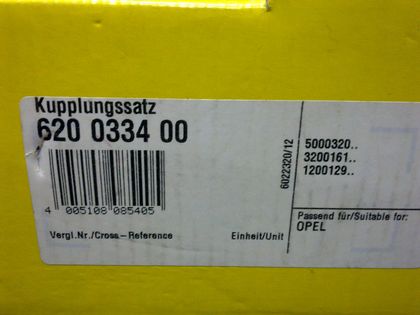 Kupplungssatz
620 0334 00
4 005108 085405
Vergl.Nr./Cross-Reference
Einheit/Unit
6022320/12
5000320..
3200161..
1200129..
Passend für/Suitable for:
OPEL